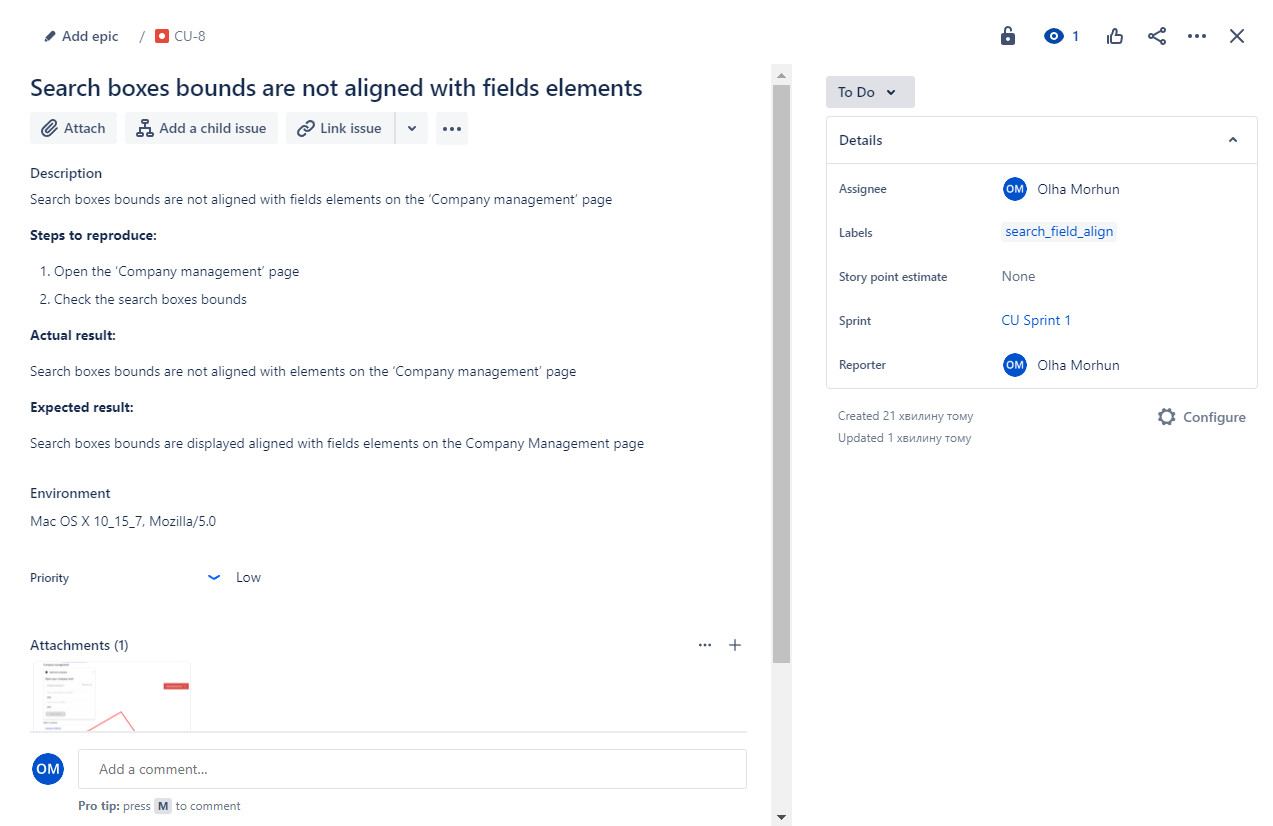 Add epic / CU-8
1
Search boxes bounds are not aligned with fields elements
Attach Add a child issue Link issue
Description
Search boxes bounds are not aligned with fields elements on the ‘Company management’ page
Steps to reproduce:
1. Open the ‘Company management’ page
2. Check the search boxes bounds
Actual result:
Search boxes bounds are not aligned with elements on the ‘Company management’ page
Expected result:
Search boxes bounds are displayed aligned with fields elements on the Company Management page
Environment
Mac OS X 10_15_7, Mozilla/5.0
Priority Low
Attachments (1)
OM Add a comment...
Pro tip: press M to comment
To Do
Details
Assignee OM Olha Morhun
Labels search_field_align
Story point estimate None
Sprint CU Sprint 1
Reporter OM Olha Morhun
Created 21 хвилину тому
Configure
Updated 1 хвилину тому